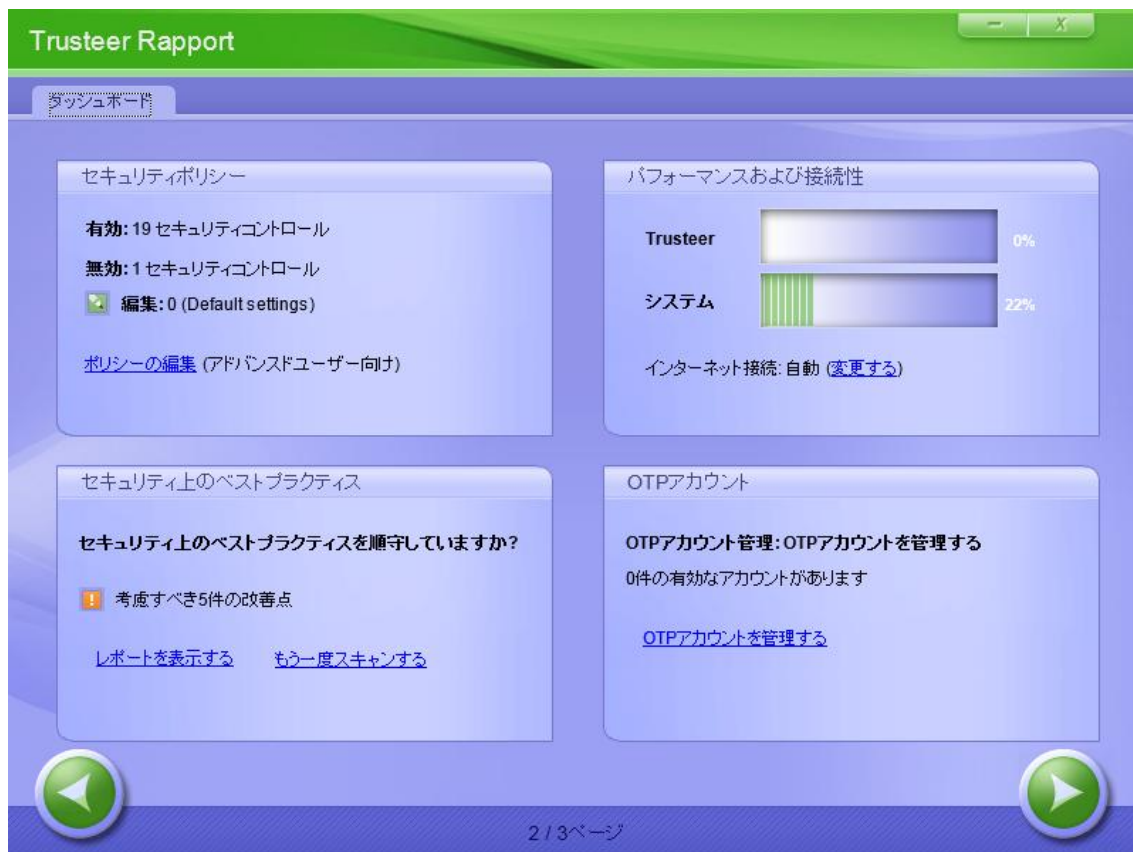 Trusteer Rapport
ダッシュボード
セキュリティポリシー
有効: 19 セキュリティコントロール
無効: 1 セキュリティコントロール
編集: 0 (Default settings)
ポリシーの編集 (アドバンスドユーザー向け)
パフォーマンスおよび接続性
Trusteer 0%
システム 22%
インターネット接続: 自動 (変更する)
セキュリティ上のベストプラクティス
セキュリティ上のベストプラクティスを順守していますか?
考慮すべき5件の改善点
レポートを表示する もう一度スキャンする
OTPアカウント
OTPアカウント管理: OTPアカウントを管理する
0件の有効なアカウントがあります
OTPアカウントを管理する
2 / 3ページ